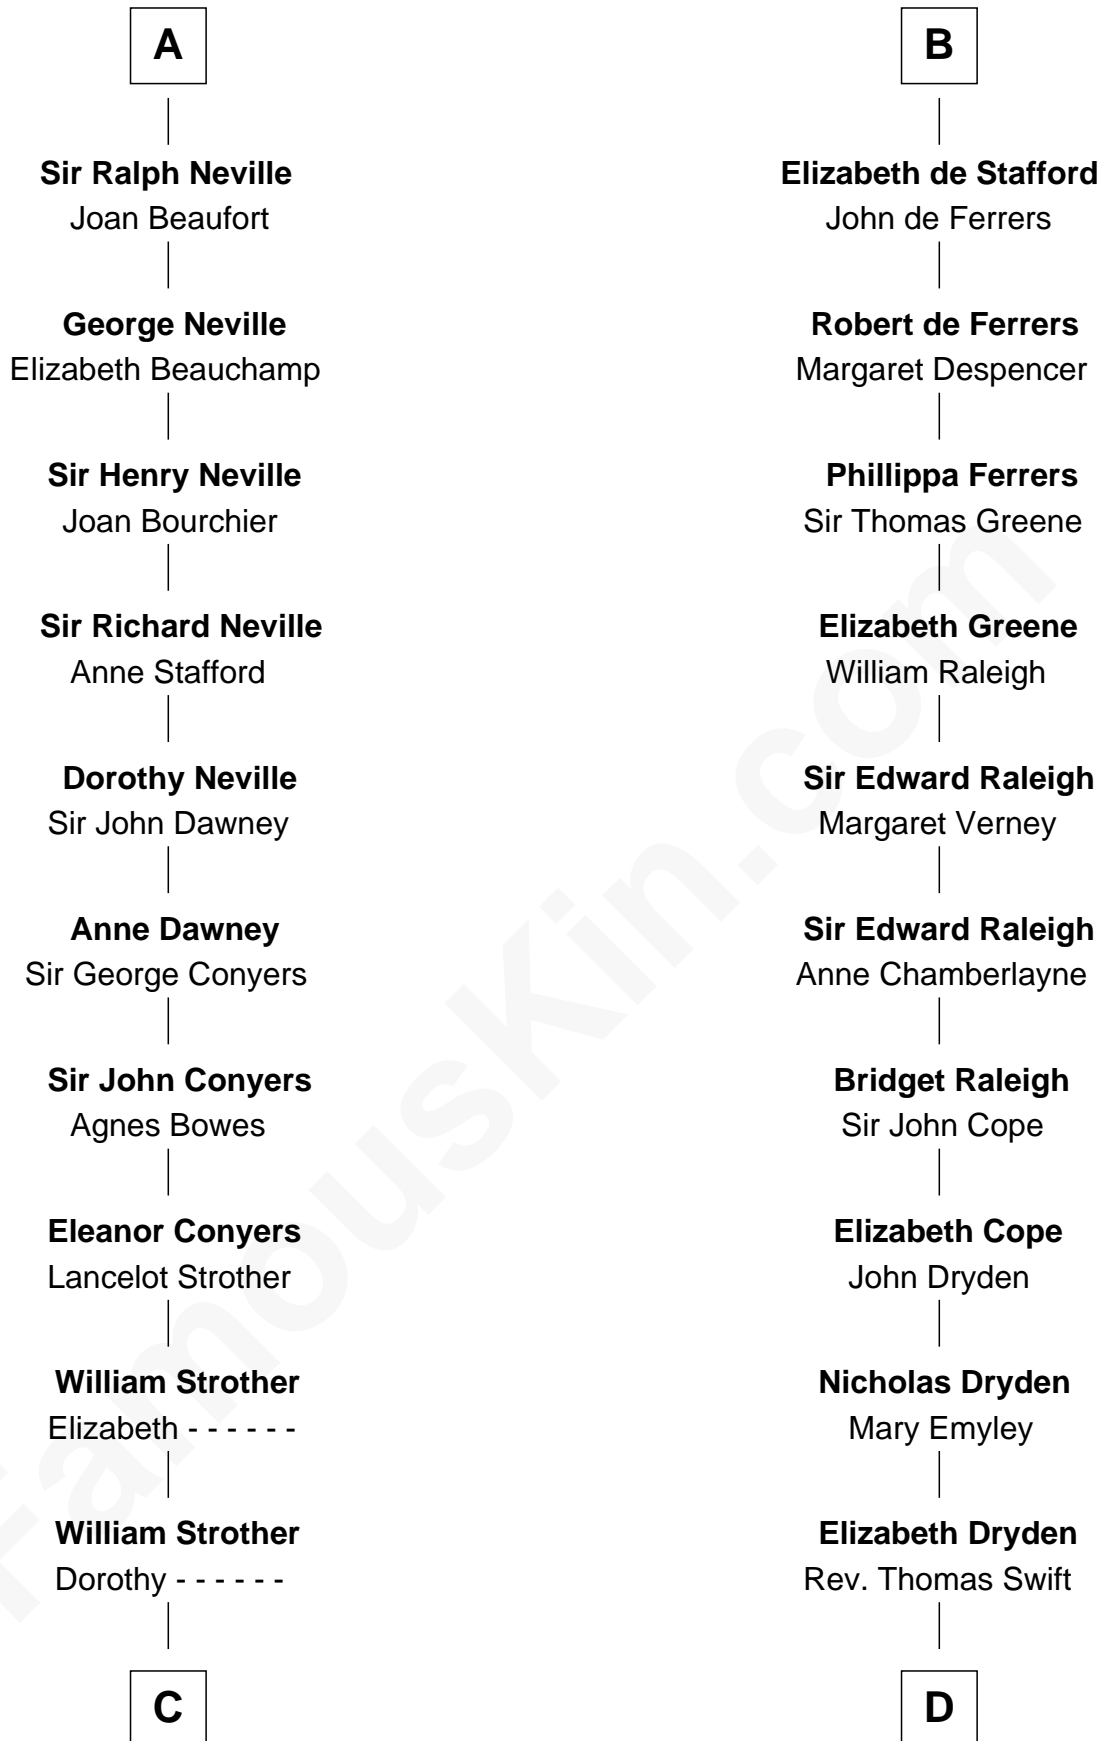 A
Sir Ralph Neville
Joan Beaufort
George Neville
Elizabeth Beauchamp
Sir Henry Neville
Joan Bourchier
Sir Richard Neville
Anne Stafford
Dorothy Neville
Sir John Dawney
Anne Dawney
Sir George Conyers
Sir John Conyers
Agnes Bowes
Eleanor Conyers
Lancelot Strother
William Strother
Elizabeth - - - - - -
William Strother
Dorothy - - - - - -
C
B
Elizabeth de Stafford
John de Ferrers
Robert de Ferrers
Margaret Despencer
Phillippa Ferrers
Sir Thomas Greene
Elizabeth Greene
William Raleigh
Sir Edward Raleigh
Margaret Verney
Sir Edward Raleigh
Anne Chamberlayne
Bridget Raleigh
Sir John Cope
Elizabeth Cope
John Dryden
Nicholas Dryden
Mary Emyley
Elizabeth Dryden
Rev. Thomas Swift
D
FamousKin.com